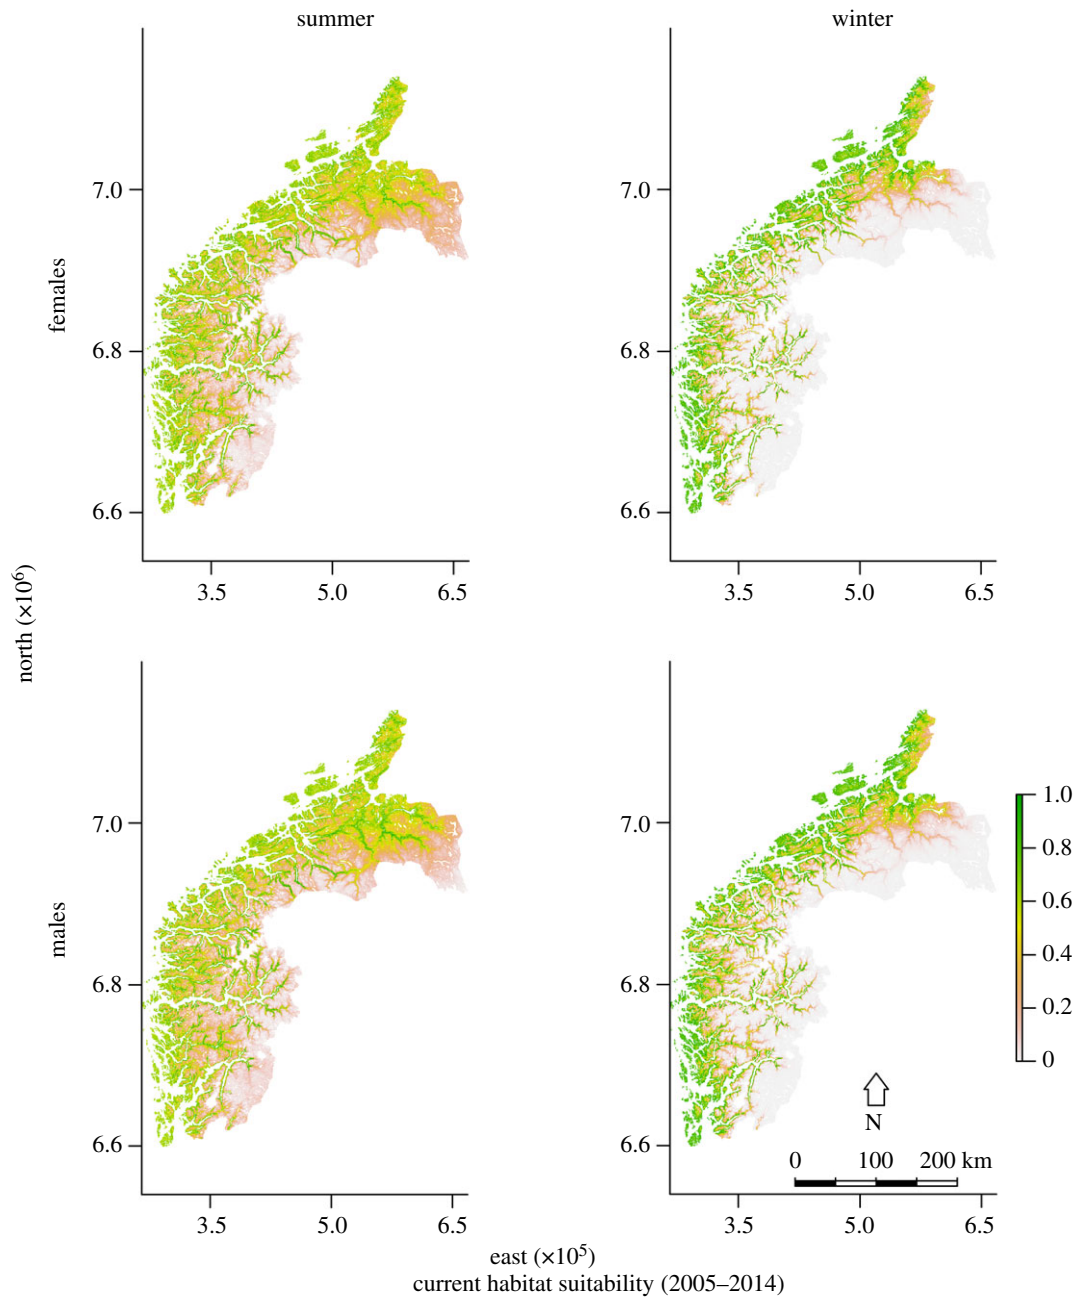 summer
winter
females
7.0
6.8
6.6
3.5 5.0 6.5
7.0
6.8
6.6
3.5 5.0 6.5
north (×10⁶)
males
7.0
6.8
6.6
3.5 5.0 6.5
7.0
6.8
6.6
3.5 5.0 6.5
1.0
0.8
0.6
0.4
0.2
0
N
0 100 200 km
east (×10⁵)
current habitat suitability (2005–2014)